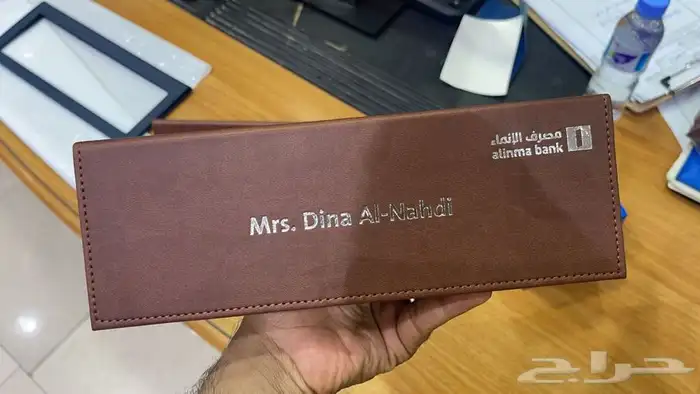 مصرف الإنماء
alinma bank
Mrs. Dina Al-Nahdi
حراج